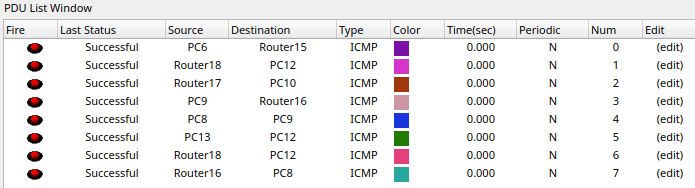 PDU List Window
Fire Last Status Source Destination Type Color Time(sec) Periodic Num Edit
Successful PC6 Router15 ICMP 0.000 N 0 (edit)
Successful Router18 PC12 ICMP 0.000 N 1 (edit)
Successful Router17 PC10 ICMP 0.000 N 2 (edit)
Successful PC9 Router16 ICMP 0.000 N 3 (edit)
Successful PC8 PC9 ICMP 0.000 N 4 (edit)
Successful PC13 PC12 ICMP 0.000 N 5 (edit)
Successful Router18 PC12 ICMP 0.000 N 6 (edit)
Successful Router16 PC8 ICMP 0.000 N 7 (edit)